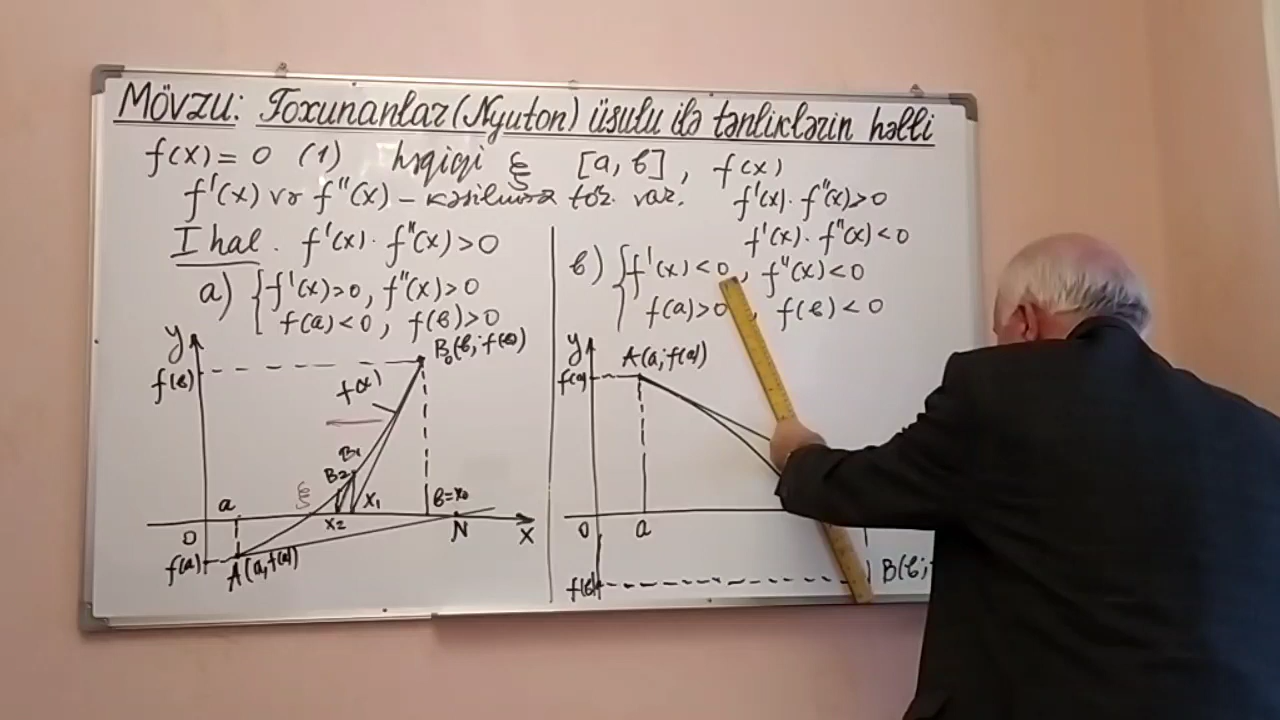 Mövzu: Toxunanlar (Nyuton) üsulu ilə tənliklərin həlli
f(x) = 0 (1) həqiqi ξ [a, b], f(x)
f'(x) və f''(x) – kəsilməz tör. var. f'(x)·f''(x)>0
f'(x)·f''(x)<0
I hal. f'(x)·f''(x)>0
a) { f'(x)>0, f''(x)>0
f(a)<0, f(b)>0
y
f(b)
B₀(b; f(b))
f(x)
B₁
B₂
ξ
a
x₂
x₁
b=x₀
0
N
x
f(a)
A(a, f(a))
b) { f'(x)<0, f''(x)<0
f(a)>0, f(b)<0
y
f(a)
A(a; f(a))
0
a
f(b)
B(b;